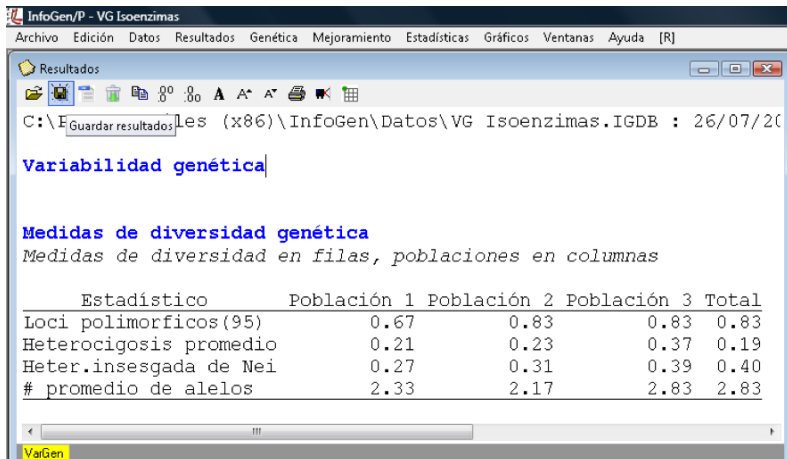 InfoGen/P - VG Isoenzimas
Archivo Edición Datos Resultados Genética Mejoramiento Estadísticas Gráficos Ventanas Ayuda [R]
Resultados
Guardar resultados
les (x86)\InfoGen\Datos\VG Isoenzimas.IGDB : 26/07/20
Variabilidad genética
Medidas de diversidad genética
Medidas de diversidad en filas, poblaciones en columnas
Estadístico Población 1 Población 2 Población 3 Total
Loci polimorficos(95) 0.67 0.83 0.83 0.83
Heterocigosis promedio 0.21 0.23 0.37 0.19
Heter.insesgada de Nei 0.27 0.31 0.39 0.40
# promedio de alelos 2.33 2.17 2.83 2.83
VarGen